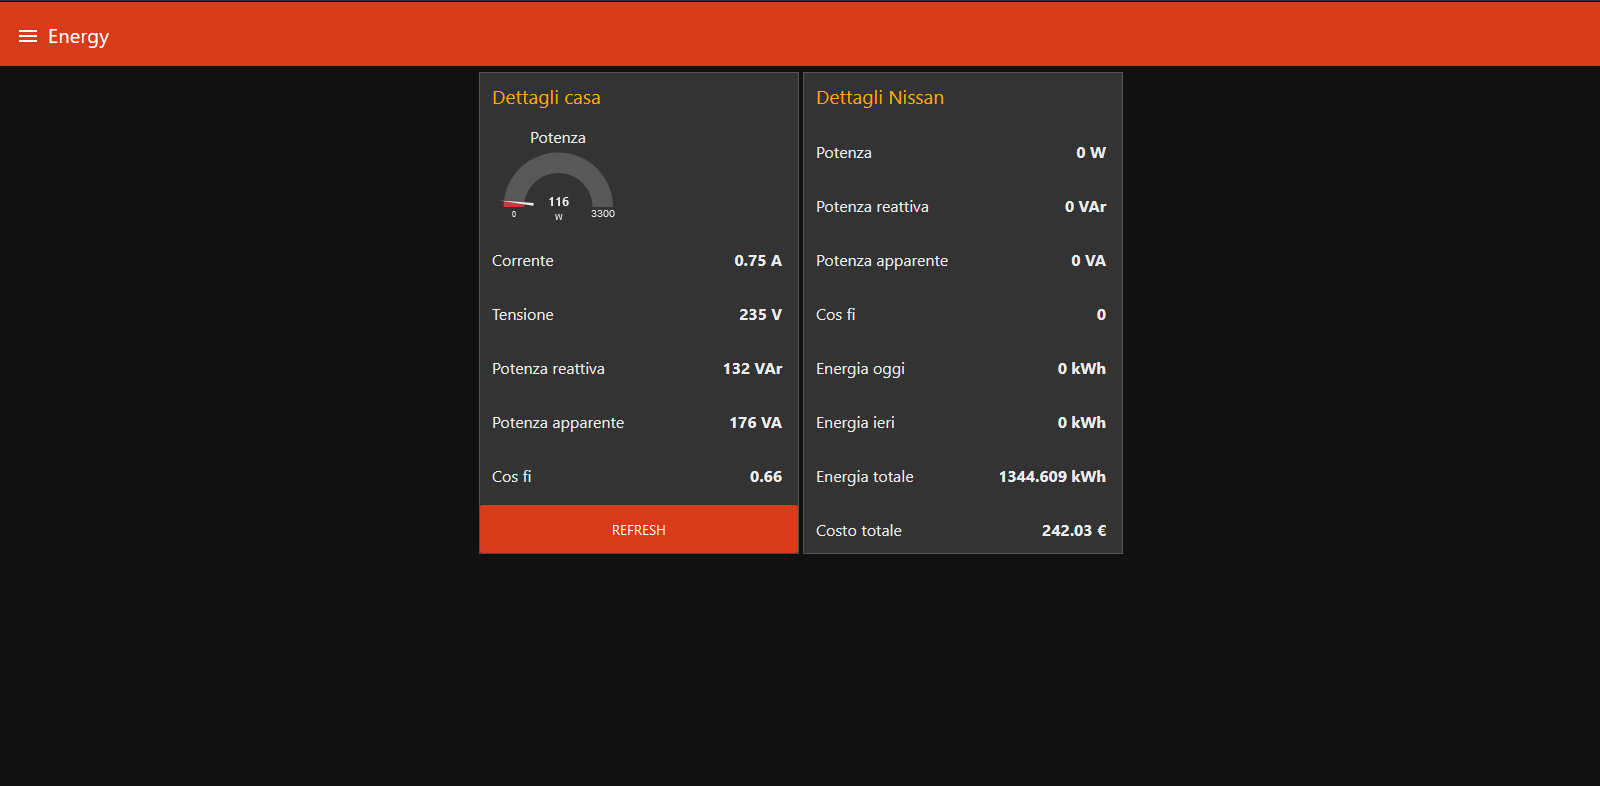 Energy
Dettagli casa
Potenza
116
W
0
3300
Corrente 0.75 A
Tensione 235 V
Potenza reattiva 132 VAr
Potenza apparente 176 VA
Cos fi 0.66
REFRESH
Dettagli Nissan
Potenza 0 W
Potenza reattiva 0 VAr
Potenza apparente 0 VA
Cos fi 0
Energia oggi 0 kWh
Energia ieri 0 kWh
Energia totale 1344.609 kWh
Costo totale 242.03 €